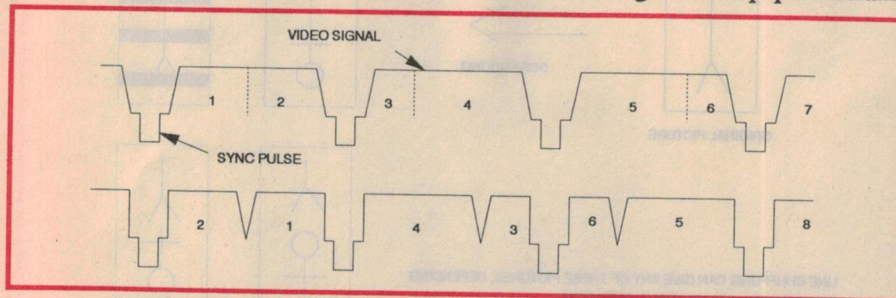 VIDEO SIGNAL
1 2 3 4 5 6 7
SYNC PULSE
2 1 4 3 6 5 8